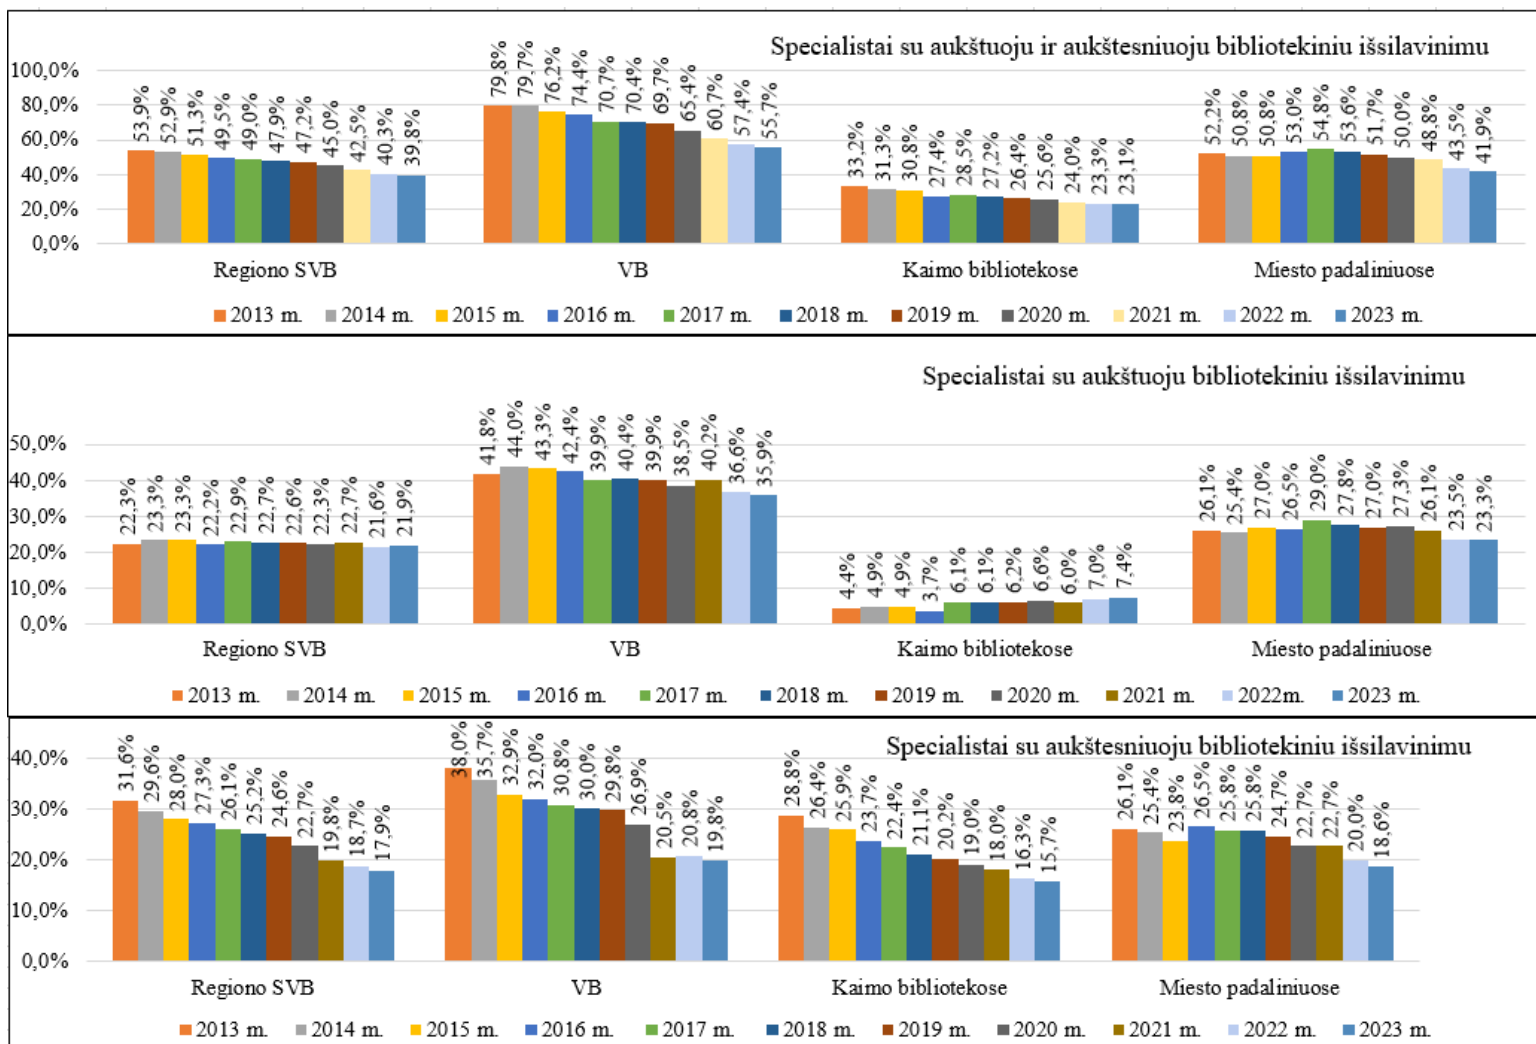 Specialistai su aukštuoju ir aukštesniuoju bibliotekiniu išsilavinimu
100,0%
80,0%
60,0%
40,0%
20,0%
0,0%
53,9% 52,9% 51,3% 49,5% 49,0% 47,9% 47,2% 45,0% 42,5% 40,3% 39,8%
79,8% 79,7% 76,2% 74,4% 70,7% 70,4% 69,7% 65,4% 60,7% 57,4% 55,7%
33,2% 31,3% 30,8% 27,4% 28,5% 27,2% 26,4% 25,6% 24,0% 23,3% 23,1%
52,2% 50,8% 50,8% 53,0% 54,8% 53,6% 51,7% 50,0% 48,8% 43,5% 41,9%
Regiono SVB VB Kaimo bibliotekose Miesto padaliniuose
2013 m. 2014 m. 2015 m. 2016 m. 2017 m. 2018 m. 2019 m. 2020 m. 2021 m. 2022 m. 2023 m.
Specialistai su aukštuoju bibliotekiniu išsilavinimu
50,0%
40,0%
30,0%
20,0%
10,0%
0,0%
22,3% 23,3% 23,3% 22,2% 22,9% 22,7% 22,6% 22,3% 22,7% 21,6% 21,9%
41,8% 44,0% 43,3% 42,4% 39,9% 40,4% 39,9% 38,5% 40,2% 36,6% 35,9%
4,4% 4,9% 4,9% 3,7% 6,1% 6,1% 6,2% 6,6% 6,0% 7,0% 7,4%
26,1% 25,4% 27,0% 26,5% 29,0% 27,8% 27,0% 27,3% 26,1% 23,5% 23,3%
Regiono SVB VB Kaimo bibliotekose Miesto padaliniuose
2013 m. 2014 m. 2015 m. 2016 m. 2017 m. 2018 m. 2019 m. 2020 m. 2021 m. 2022m. 2023 m.
Specialistai su aukštesniuoju bibliotekiniu išsilavinimu
40,0%
30,0%
20,0%
10,0%
0,0%
31,6% 29,6% 28,0% 27,3% 26,1% 25,2% 24,6% 22,7% 19,8% 18,7% 17,9%
38,0% 35,7% 32,9% 32,0% 30,8% 30,0% 29,8% 26,9% 20,5% 20,8% 19,8%
28,8% 26,4% 25,9% 23,7% 22,4% 21,1% 20,2% 19,0% 18,0% 16,3% 15,7%
26,1% 25,4% 23,8% 26,5% 25,8% 25,8% 24,7% 22,7% 22,7% 20,0% 18,6%
Regiono SVB VB Kaimo bibliotekose Miesto padaliniuose
2013 m. 2014 m. 2015 m. 2016 m. 2017 m. 2018 m. 2019 m. 2020 m. 2021 m. 2022 m. 2023 m.